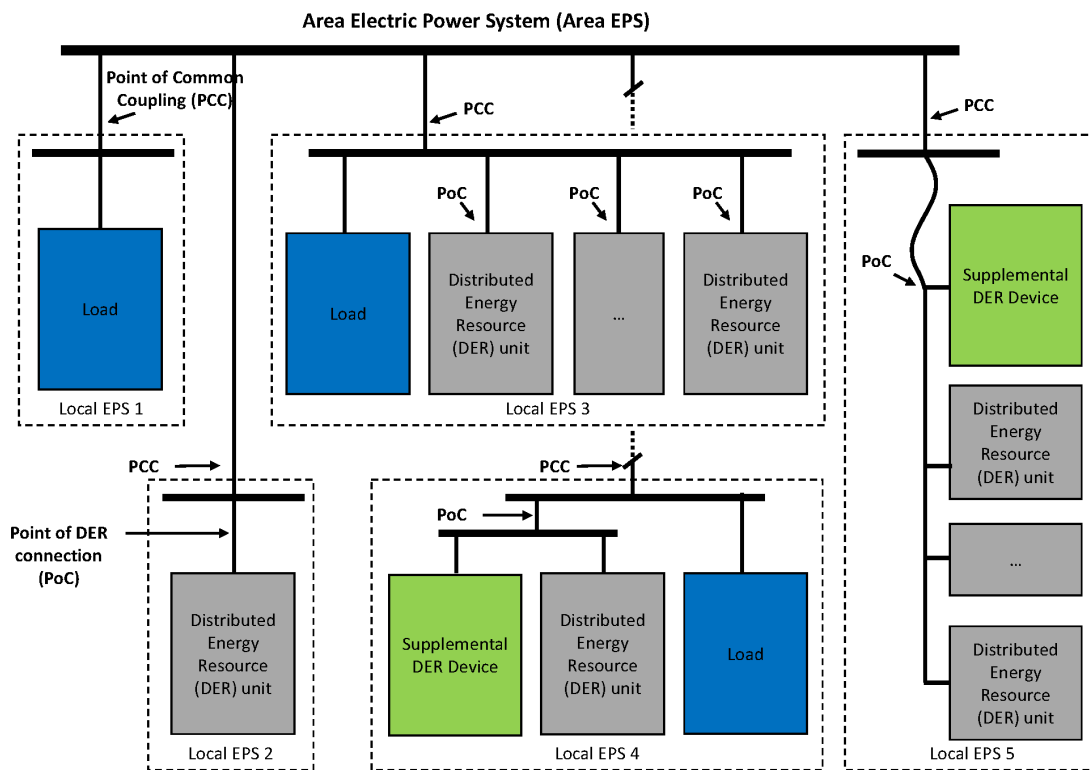 Area Electric Power System (Area EPS)
Point of Common
Coupling (PCC)
PCC
PCC
PoC
PoC
PoC
Load
Local EPS 1
Load
Distributed
Energy
Resource
(DER) unit
...
Distributed
Energy
Resource
(DER) unit
Local EPS 3
PoC
Supplemental
DER Device
Distributed
Energy
Resource
(DER) unit
...
Distributed
Energy
Resource
(DER) unit
Local EPS 5
PCC
Point of DER
connection
(PoC)
Distributed
Energy
Resource
(DER) unit
Local EPS 2
PCC
PoC
Supplemental
DER Device
Distributed
Energy
Resource
(DER) unit
Load
Local EPS 4